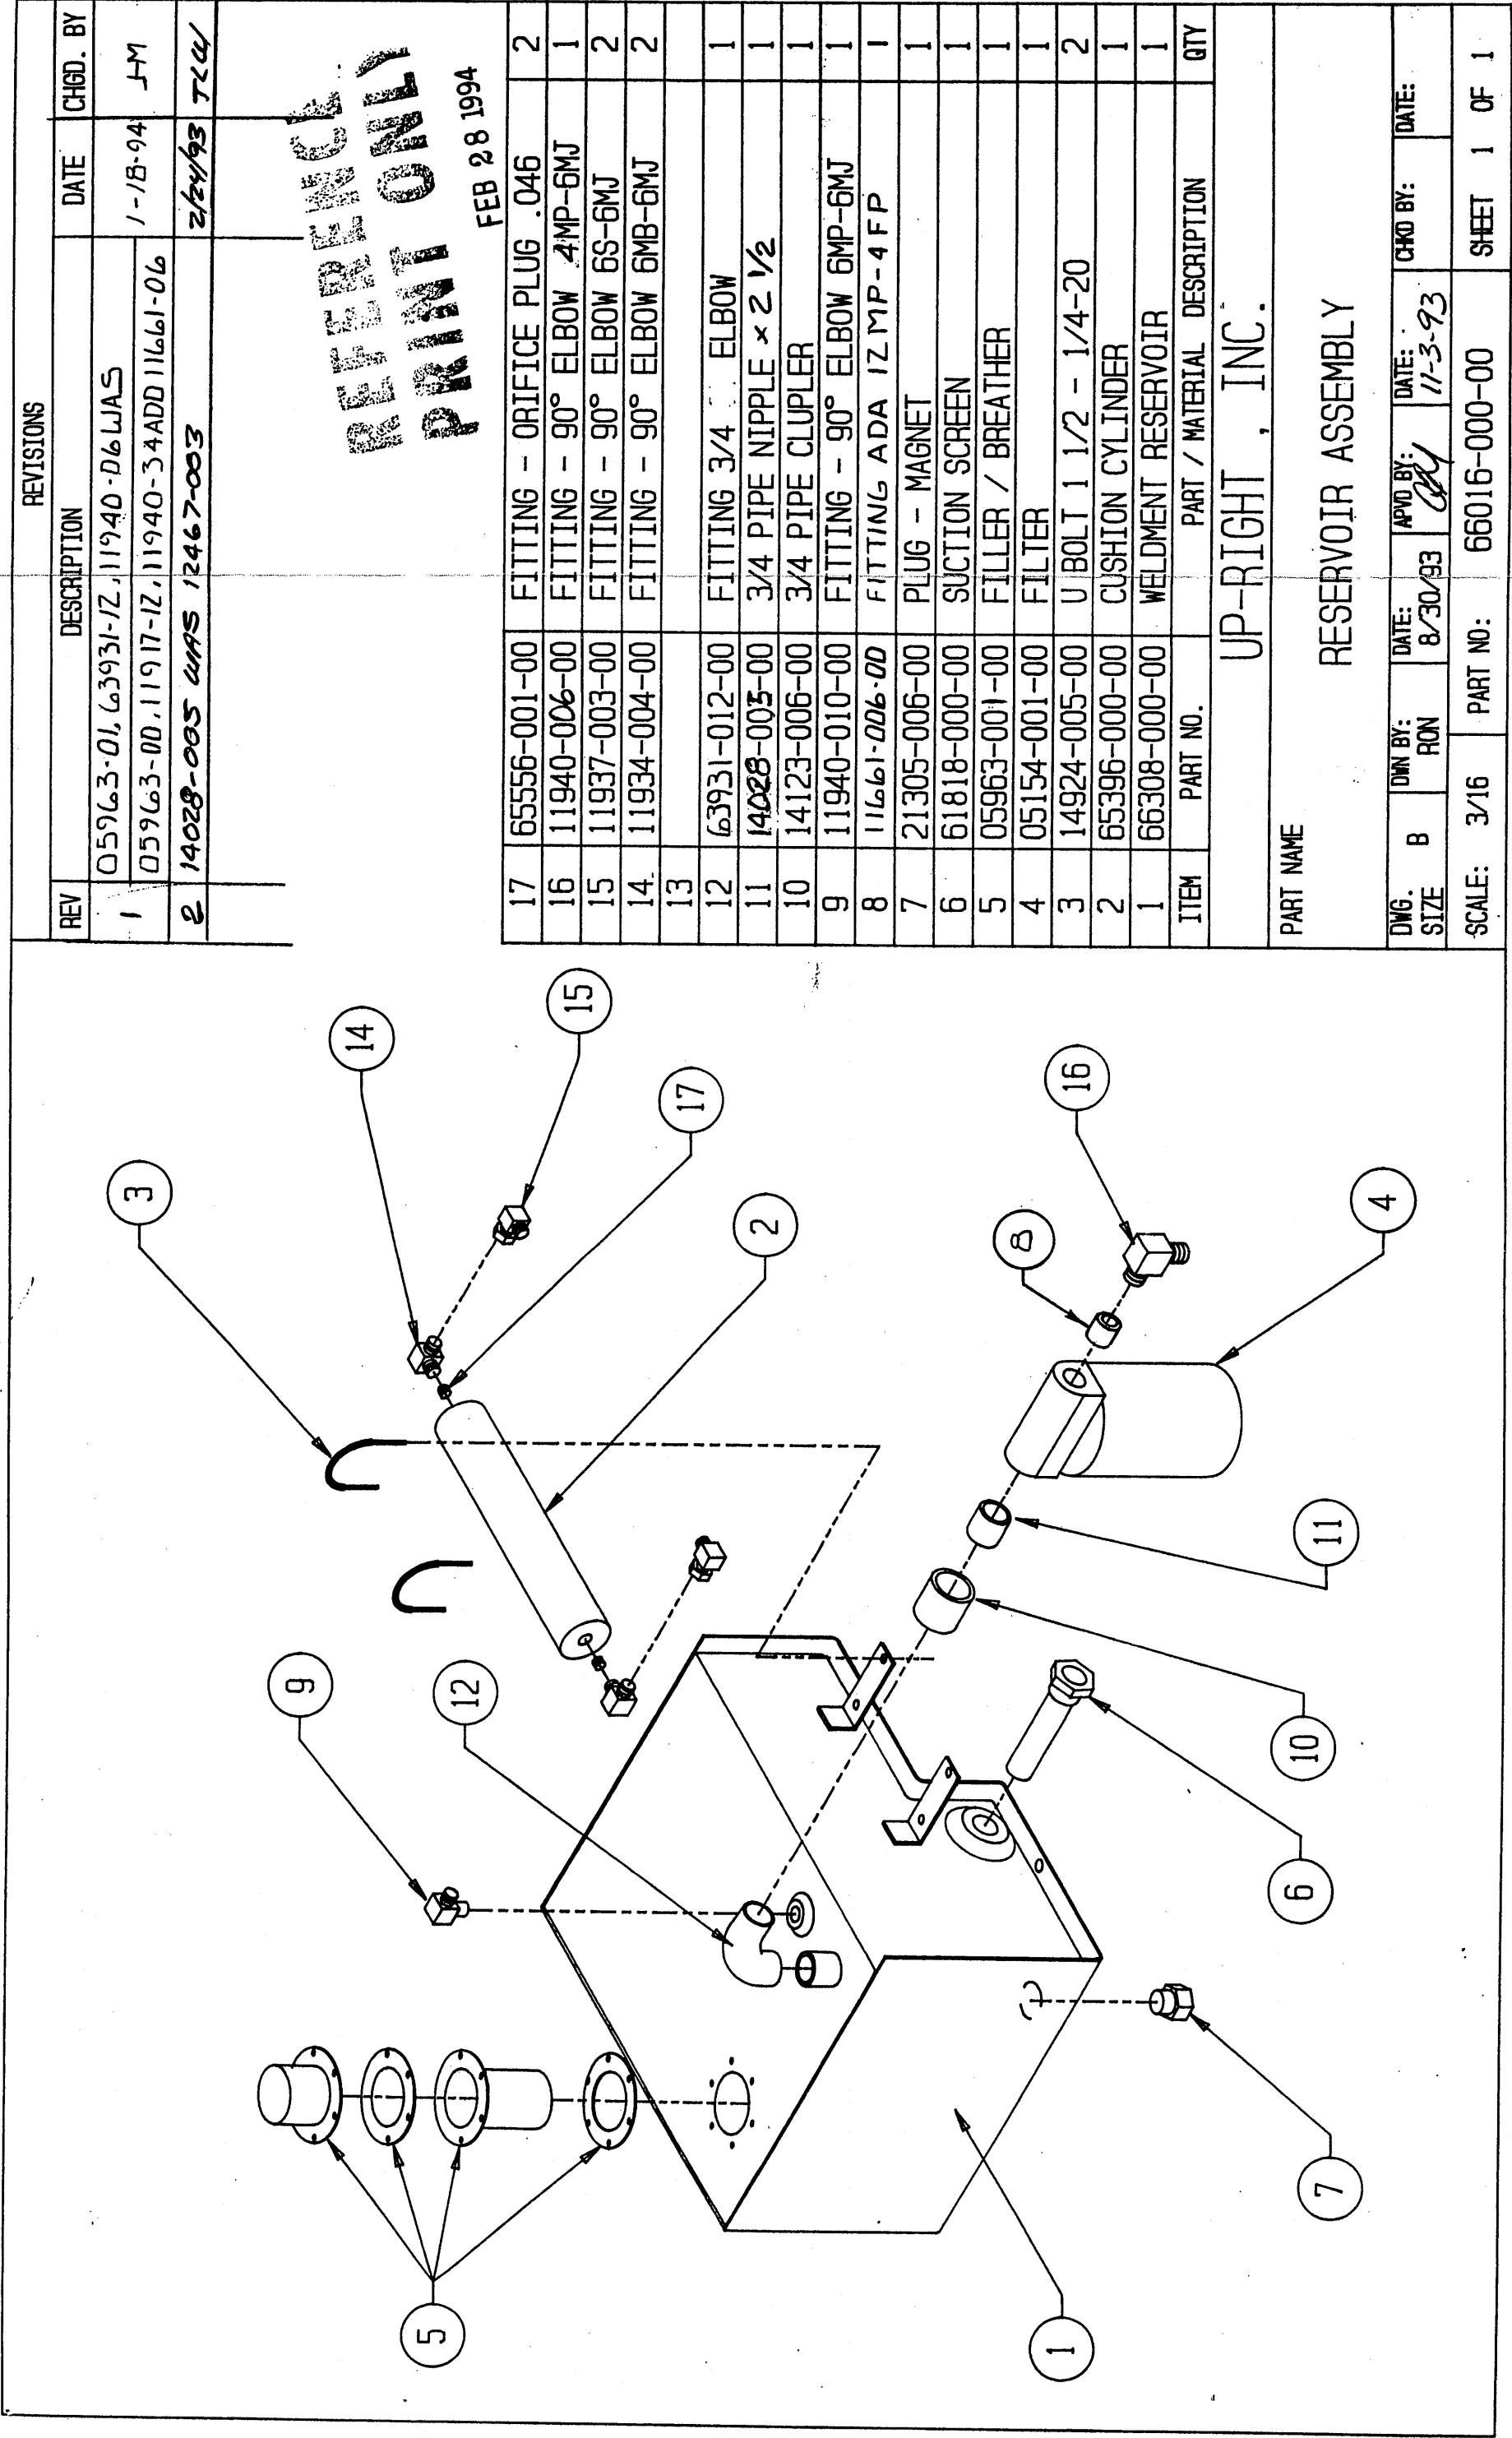 REVISIONS
REV DESCRIPTION DATE CHGD. BY
1 05963-01, 63931-12, 11940-06 WAS 1-18-94 JM
05963-00, 11917-12, 11940-34 ADD 11661-06
2 14028-005 WAS 12467-003 2/24/93 TLW
REFERENCE
PRINT ONLY
FEB 28 1994
17 65556-001-00 FITTING - ORIFICE PLUG .046 2
16 11940-006-00 FITTING - 90° ELBOW 4MP-6MJ 1
15 11937-003-00 FITTING - 90° ELBOW 6S-6MJ 2
14 11934-004-00 FITTING - 90° ELBOW 6MB-6MJ 2
13
12 63931-012-00 FITTING 3/4 ELBOW 1
11 14028-005-00 3/4 PIPE NIPPLE x 2 1/2 1
10 14123-006-00 3/4 PIPE CLUPLER 1
9 11940-010-00 FITTING - 90° ELBOW 6MP-6MJ 1
8 11661-006-00 FITTING ADA 12MP-4FP 1
7 21305-006-00 PLUG - MAGNET 1
6 61818-000-00 SUCTION SCREEN 1
5 05963-001-00 FILLER / BREATHER 1
4 05154-001-00 FILTER 1
3 14924-005-00 U BOLT 1 1/2 - 1/4-20 2
2 65396-000-00 CUSHION CYLINDER 1
1 66308-000-00 WELDMENT RESERVOIR 1
ITEM PART NO. PART / MATERIAL DESCRIPTION QTY
UP-RIGHT , INC.
PART NAME
RESERVOIR ASSEMBLY
DWG. SIZE B DWN BY: RON DATE: 8/30/93 APVD BY: DATE: 11-3-93 CHKD BY: DATE:
SCALE: 3/16 PART NO: 66016-000-00 SHEET 1 OF 1
3
14
15
17
2
8
16
4
9
12
11
10
6
5
1
7